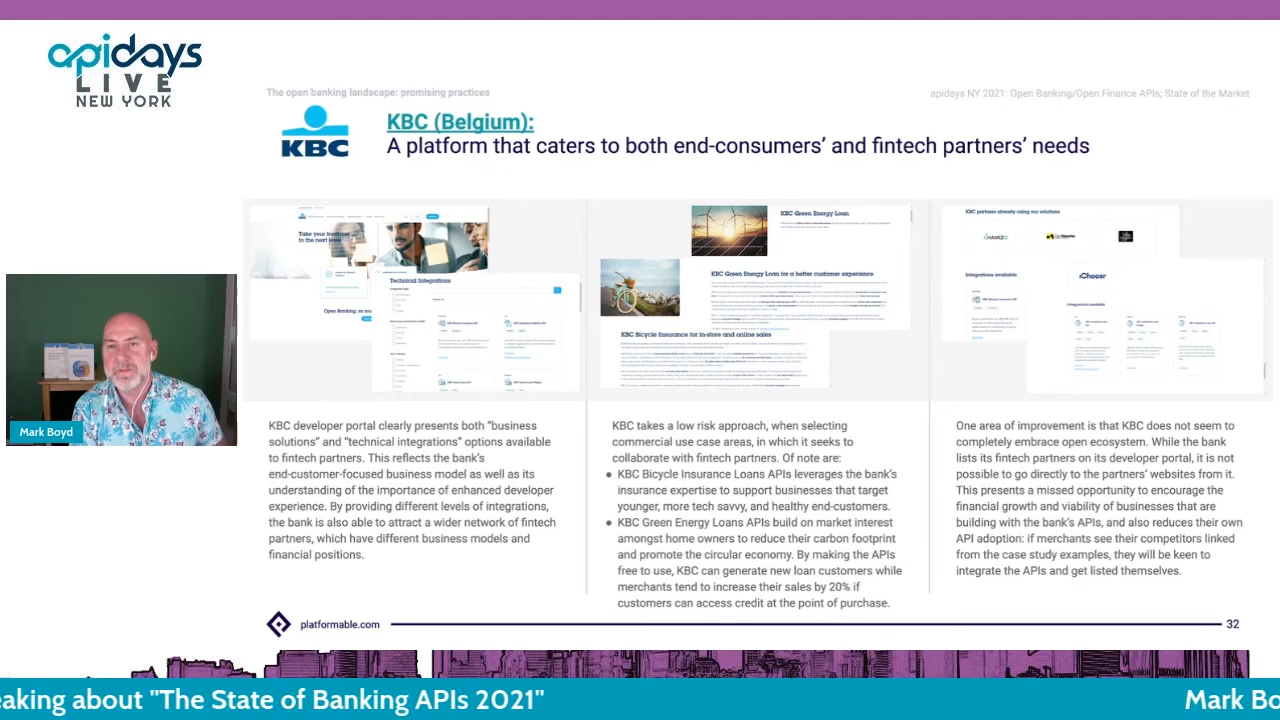 apidays
LIVE
NEW YORK
The open banking landscape: promising practices
apidays NY 2021: Open Banking/Open Finance APIs; State of the Market
KBC
KBC (Belgium):
A platform that caters to both end-consumers’ and fintech partners’ needs
Take your business
to the next level
Technical Integrations
KBC Green Energy Loan
KBC Green Energy Loan for a better customer experience
KBC Bicycle Insurance for in-store and online sales
KBC partners already using our solutions
CHAMIZO
Integrations available
iChoosr
Integrations available
Mark Boyd
KBC developer portal clearly presents both “business
solutions” and “technical integrations” options available
to fintech partners. This reflects the bank’s
end-customer-focused business model as well as its
understanding of the importance of enhanced developer
experience. By providing different levels of integrations,
the bank is also able to attract a wider network of fintech
partners, which have different business models and
financial positions.
KBC takes a low risk approach, when selecting
commercial use case areas, in which it seeks to
collaborate with fintech partners. Of note are:
● KBC Bicycle Insurance Loans APIs leverages the bank’s
insurance expertise to support businesses that target
younger, more tech savvy, and healthy end-customers.
● KBC Green Energy Loans APIs build on market interest
amongst home owners to reduce their carbon footprint
and promote the circular economy. By making the APIs
free to use, KBC can generate new loan customers while
merchants tend to increase their sales by 20% if
customers can access credit at the point of purchase.
One area of improvement is that KBC does not seem to
completely embrace open ecosystem. While the bank
lists its fintech partners on its developer portal, it is not
possible to go directly to the partners’ websites from it.
This presents a missed opportunity to encourage the
financial growth and viability of businesses that are
building with the bank’s APIs, and also reduces their own
API adoption: if merchants see their competitors linked
from the case study examples, they will be keen to
integrate the APIs and get listed themselves.
platformable.com
32
eaking about "The State of Banking APIs 2021"
Mark Bo